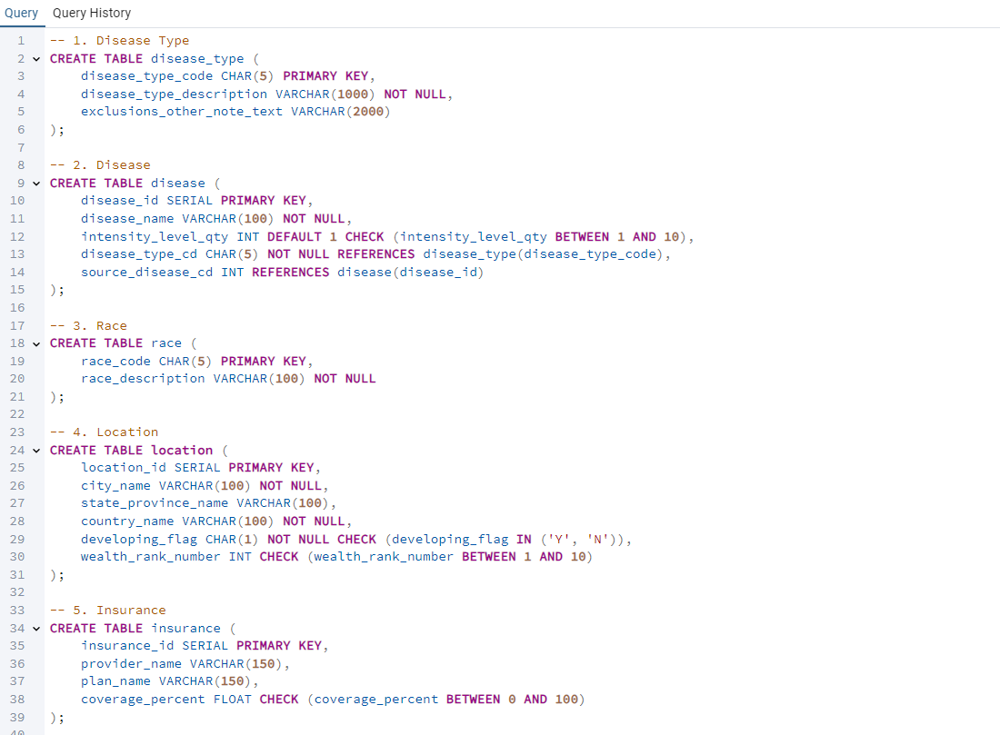 Query Query History
1 -- 1. Disease Type
2 CREATE TABLE disease_type (
3 disease_type_code CHAR(5) PRIMARY KEY,
4 disease_type_description VARCHAR(1000) NOT NULL,
5 exclusions_other_note_text VARCHAR(2000)
6 );
7
8 -- 2. Disease
9 CREATE TABLE disease (
10 disease_id SERIAL PRIMARY KEY,
11 disease_name VARCHAR(100) NOT NULL,
12 intensity_level_qty INT DEFAULT 1 CHECK (intensity_level_qty BETWEEN 1 AND 10),
13 disease_type_cd CHAR(5) NOT NULL REFERENCES disease_type(disease_type_code),
14 source_disease_cd INT REFERENCES disease(disease_id)
15 );
16
17 -- 3. Race
18 CREATE TABLE race (
19 race_code CHAR(5) PRIMARY KEY,
20 race_description VARCHAR(100) NOT NULL
21 );
22
23 -- 4. Location
24 CREATE TABLE location (
25 location_id SERIAL PRIMARY KEY,
26 city_name VARCHAR(100) NOT NULL,
27 state_province_name VARCHAR(100),
28 country_name VARCHAR(100) NOT NULL,
29 developing_flag CHAR(1) NOT NULL CHECK (developing_flag IN ('Y', 'N')),
30 wealth_rank_number INT CHECK (wealth_rank_number BETWEEN 1 AND 10)
31 );
32
33 -- 5. Insurance
34 CREATE TABLE insurance (
35 insurance_id SERIAL PRIMARY KEY,
36 provider_name VARCHAR(150),
37 plan_name VARCHAR(150),
38 coverage_percent FLOAT CHECK (coverage_percent BETWEEN 0 AND 100)
39 );
40